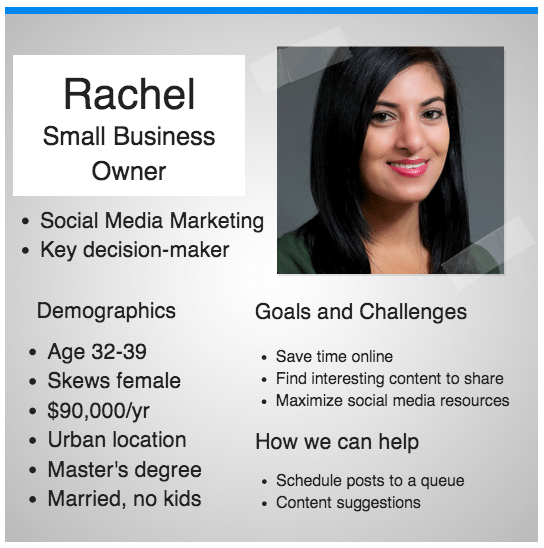 Rachel
Small Business
Owner
• Social Media Marketing
• Key decision-maker
Demographics
• Age 32-39
• Skews female
• $90,000/yr
• Urban location
• Master's degree
• Married, no kids
Goals and Challenges
• Save time online
• Find interesting content to share
• Maximize social media resources
How we can help
• Schedule posts to a queue
• Content suggestions